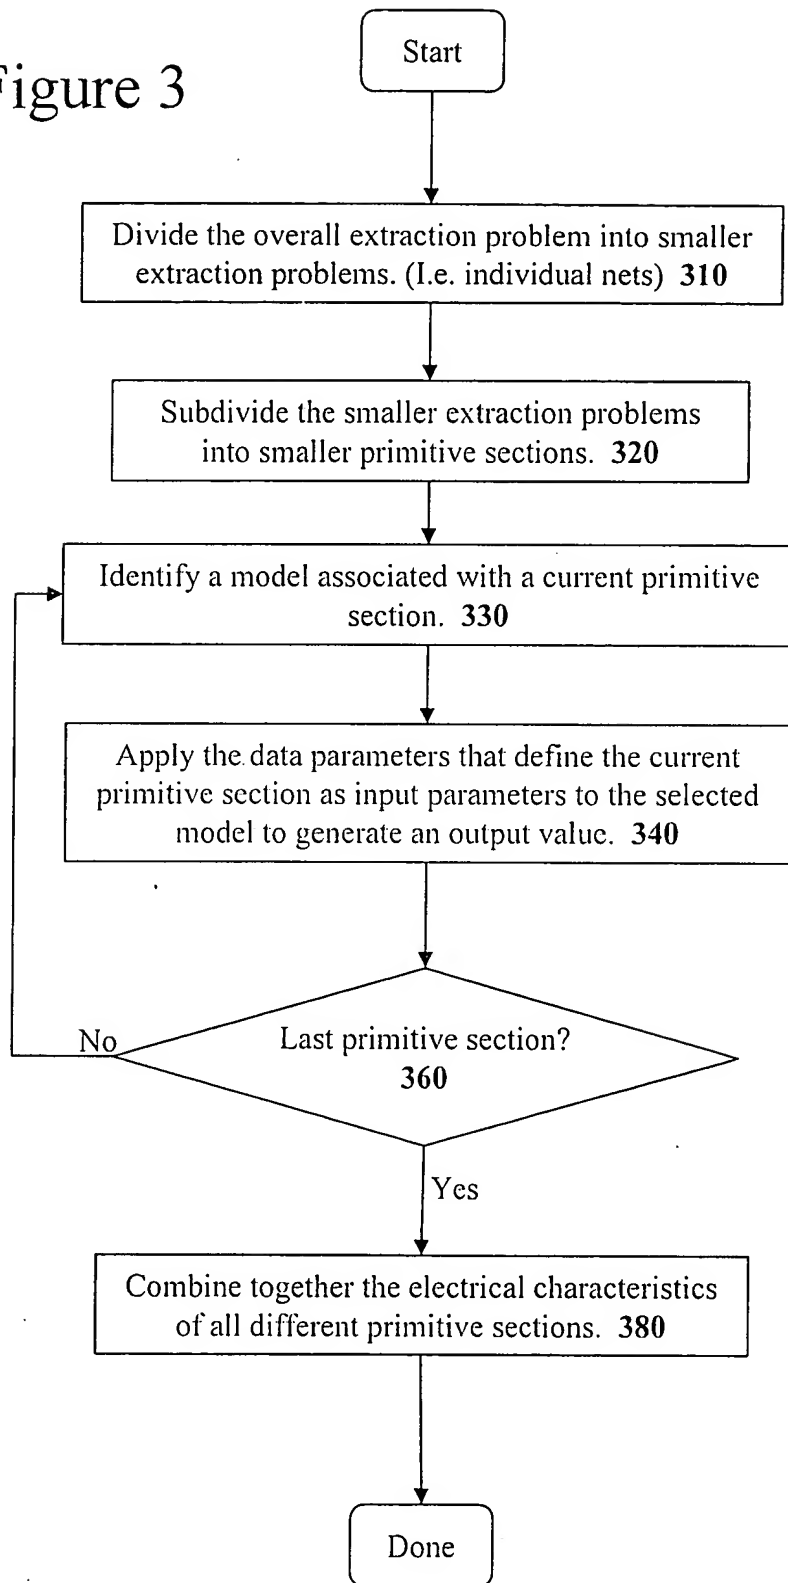 Start
Figure 3
Divide the overall extraction problem into smaller
extraction problems. (I.e. individual nets) 310
Subdivide the smaller extraction problems
into smaller primitive sections. 320
Identify a model associated with a current primitive
section. 330
Apply the data parameters that define the current
primitive section as input parameters to the selected
model to generate an output value. 340
No
Last primitive section?
360
Yes
Combine together the electrical characteristics
of all different primitive sections. 380
Done